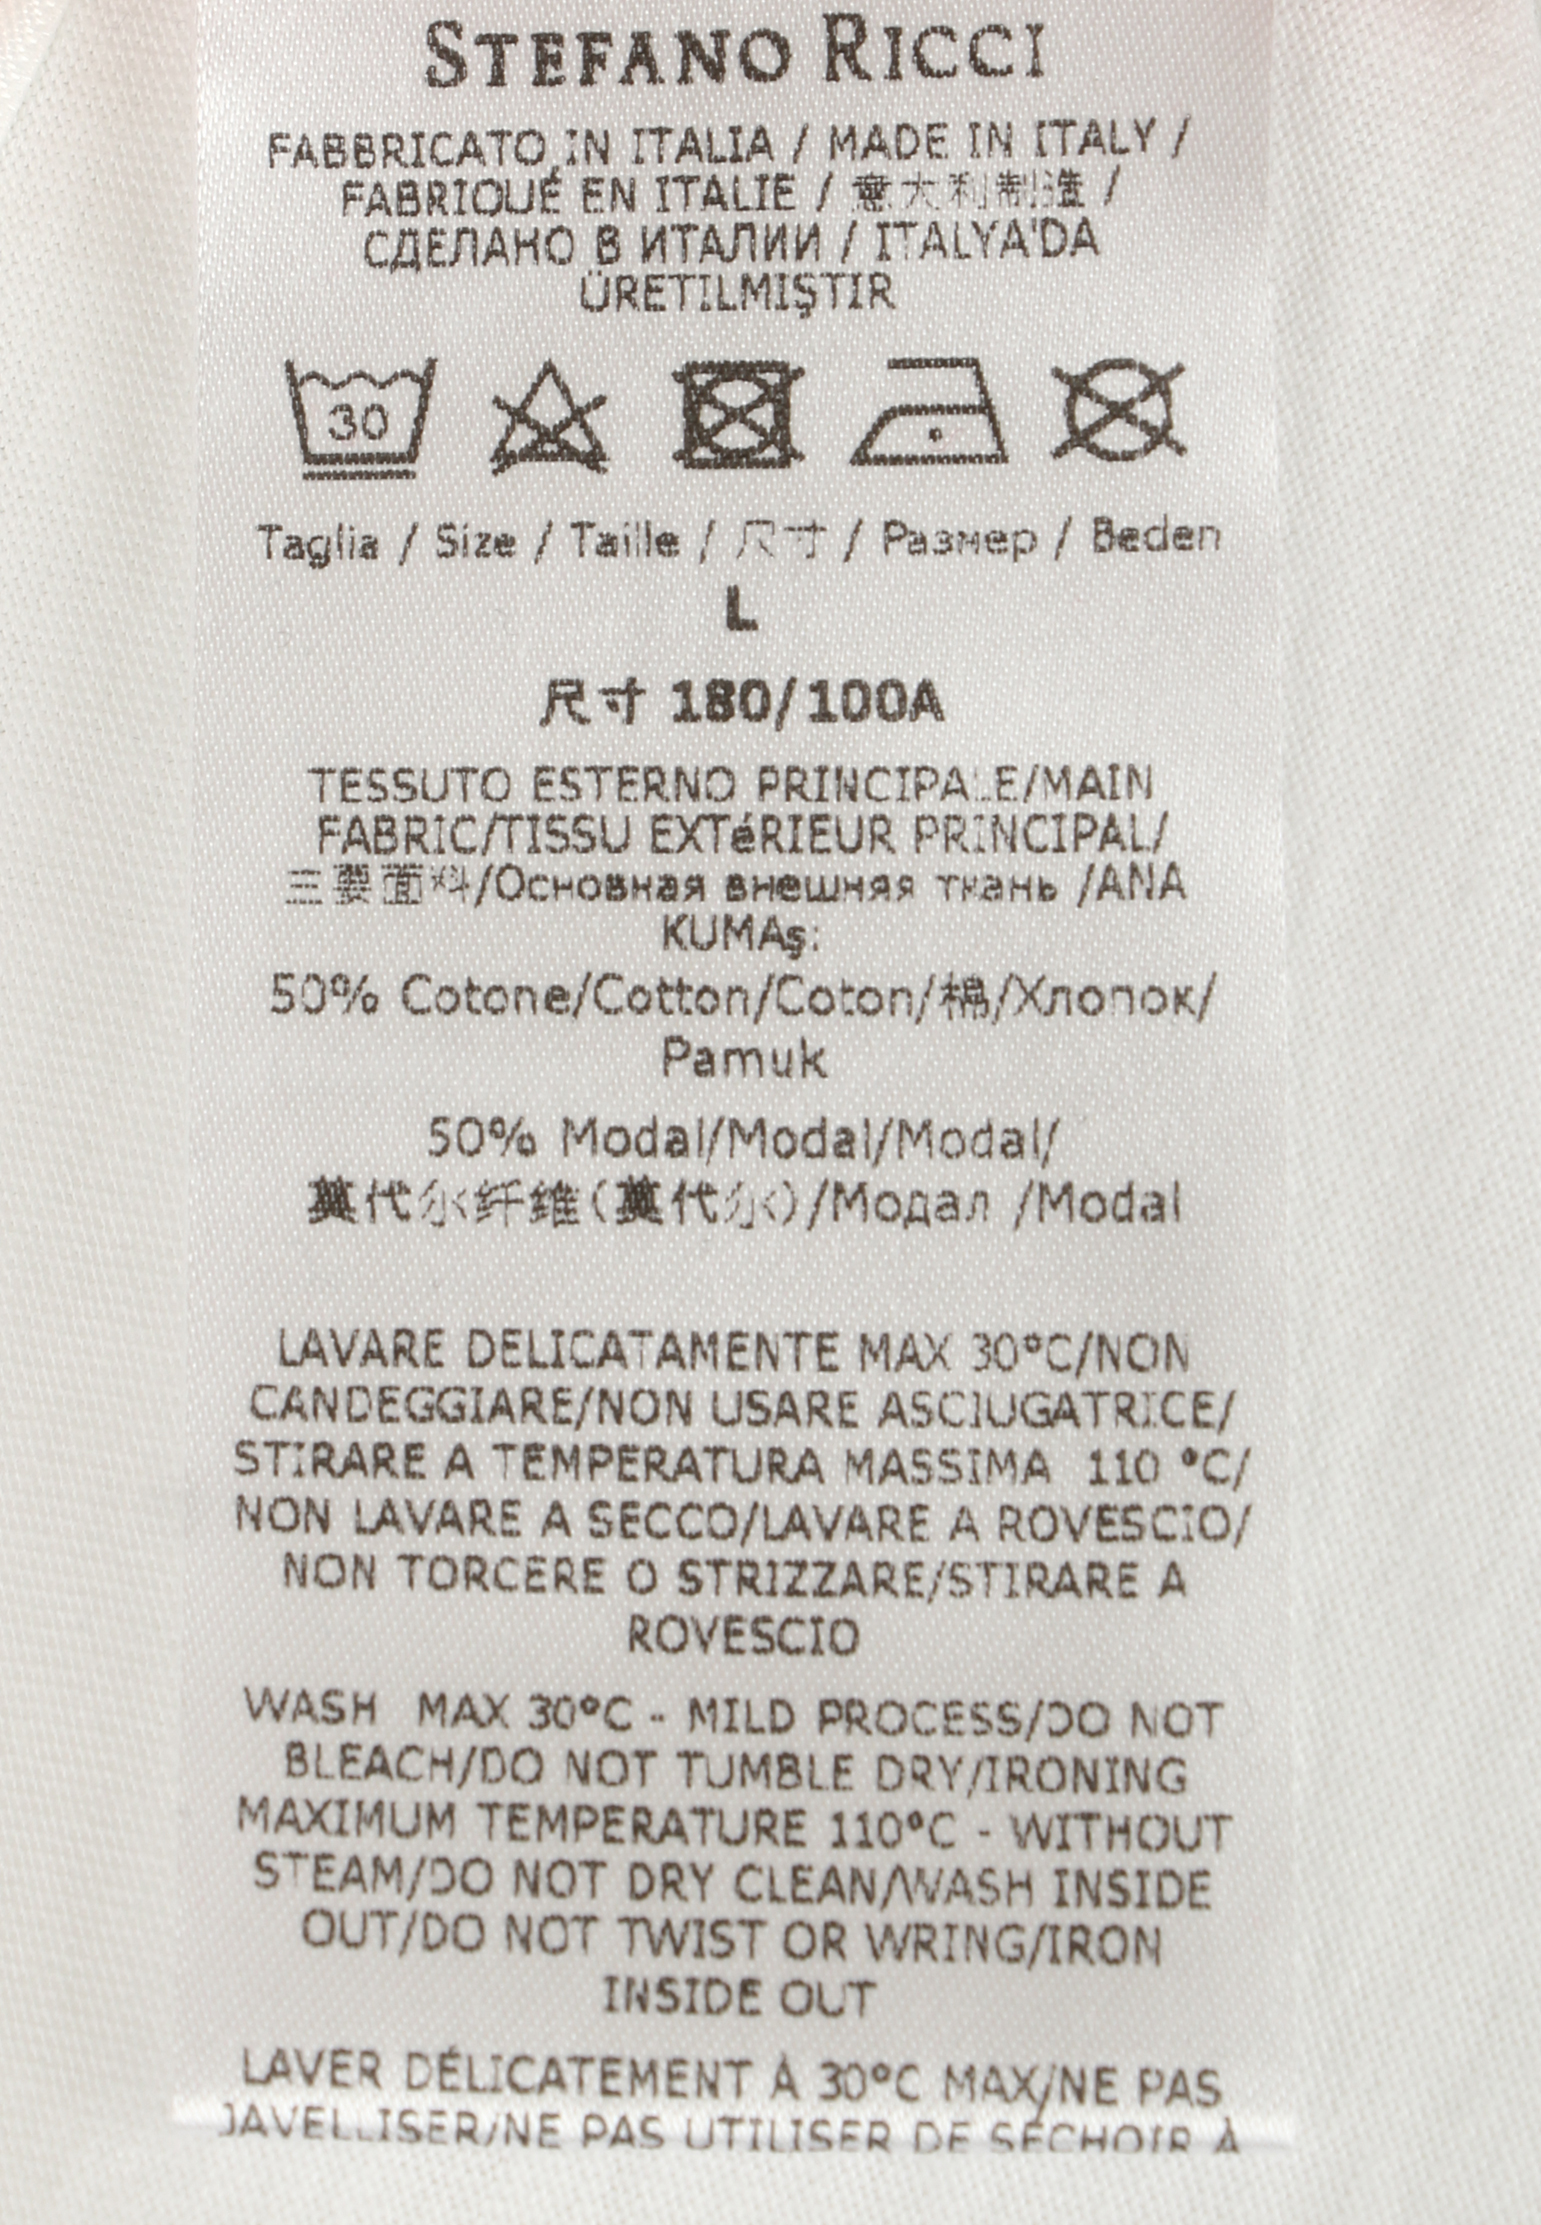 STEFANO RICCI
FABBRICATO IN ITALIA / MADE IN ITALY /
FABRIQUÉ EN ITALIE / 意大利制造 /
СДЕЛАНО В ИТАЛИИ / ITALYA'DA
ÜRETILMIŞTIR
30
Taglia / Size / Taille / 尺寸 / Размер / Beden
L
尺寸 180/100A
TESSUTO ESTERNO PRINCIPALE/MAIN
FABRIC/TISSU EXTéRIEUR PRINCIPAL/
主要面料/Основная внешняя ткань /ANA
KUMAş:
50% Cotone/Cotton/Coton/棉/Хлопок/
Pamuk
50% Modal/Modal/Modal/
莫代尔纤维(莫代尔)/Модал /Modal
LAVARE DELICATAMENTE MAX 30°C/NON
CANDEGGIARE/NON USARE ASCIUGATRICE/
STIRARE A TEMPERATURA MASSIMA 110 °C/
NON LAVARE A SECCO/LAVARE A ROVESCIO/
NON TORCERE O STRIZZARE/STIRARE A
ROVESCIO
WASH MAX 30°C - MILD PROCESS/DO NOT
BLEACH/DO NOT TUMBLE DRY/IRONING
MAXIMUM TEMPERATURE 110°C - WITHOUT
STEAM/DO NOT DRY CLEAN/WASH INSIDE
OUT/DO NOT TWIST OR WRING/IRON
INSIDE OUT
LAVER DÉLICATEMENT À 30°C MAX/NE PAS
JAVELLISER/NE PAS UTILISER DE SÉCHOIR À